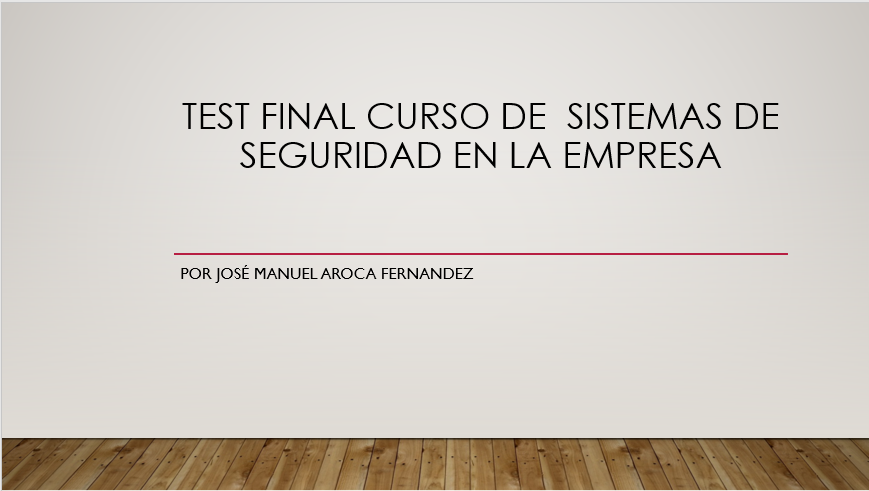 TEST FINAL CURSO DE  SISTEMAS DE
SEGURIDAD EN LA EMPRESA
POR JOSÉ MANUEL AROCA FERNANDEZ